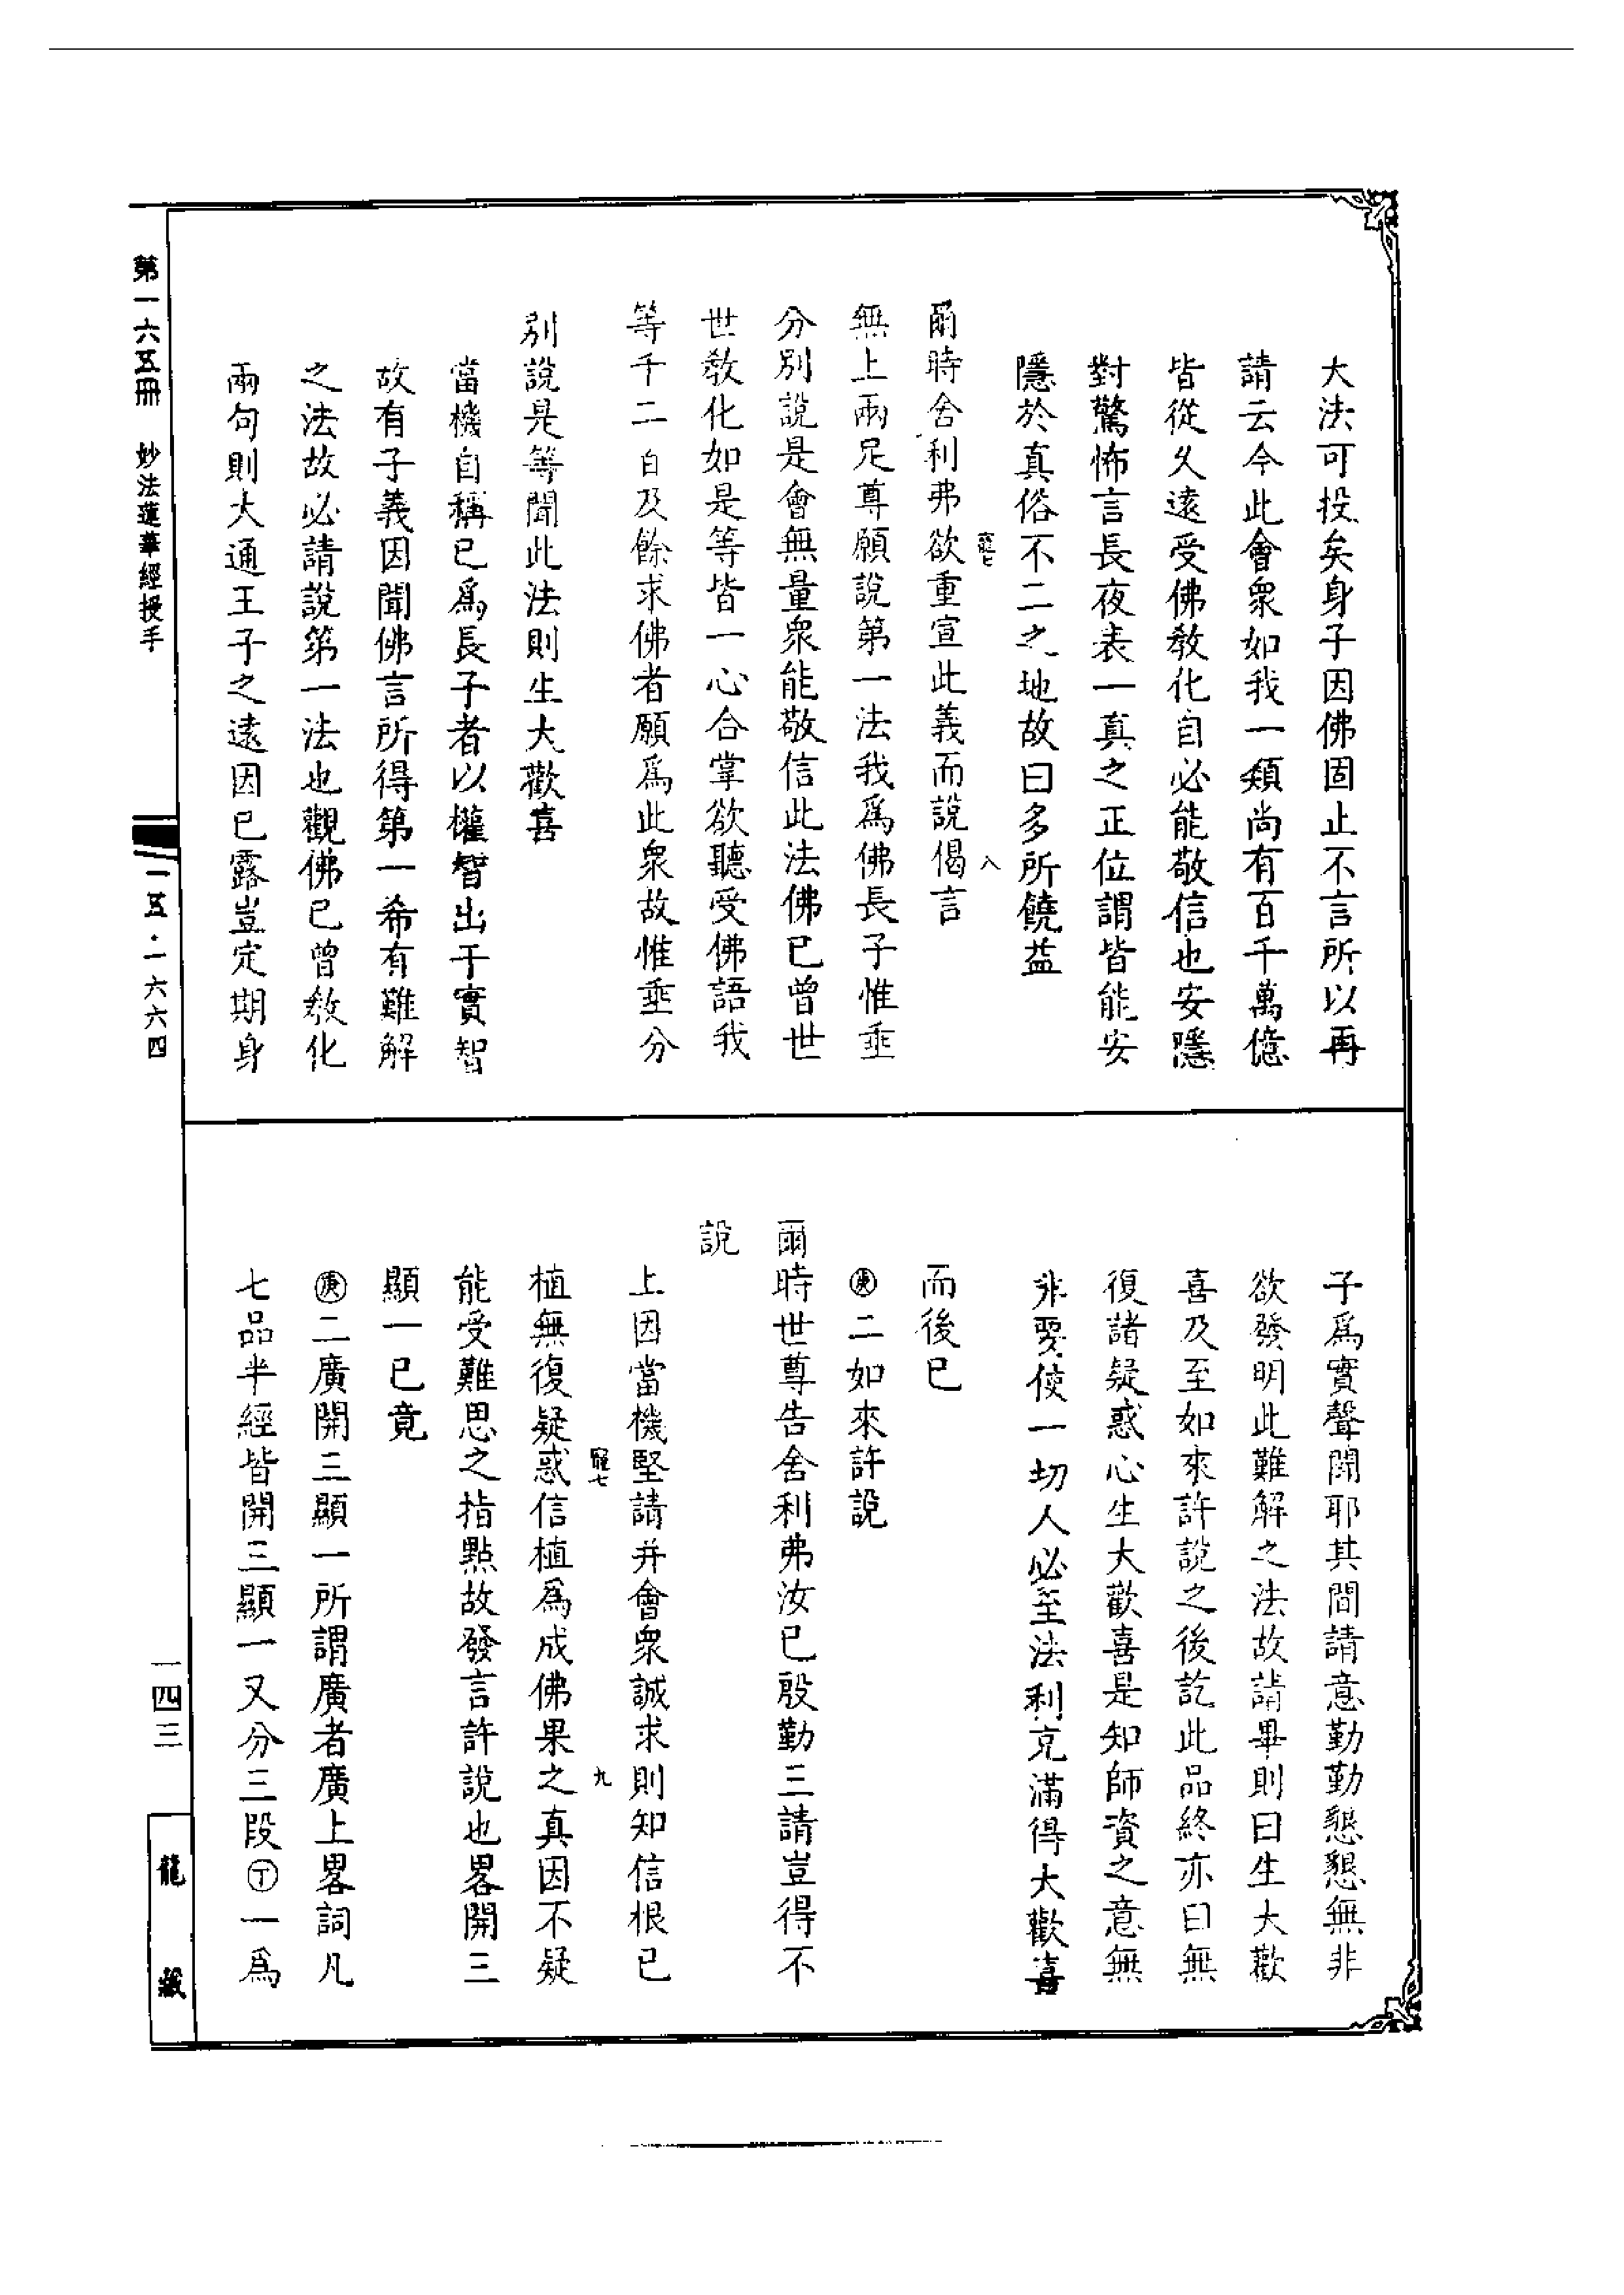 大法可投矣身子因佛固止不言所以再
請云今此會衆如我一類尚有百千萬億
皆從久遠受佛教化自必能敬信也安隱
對驚怖言長夜表一真之正位謂皆能安
隱於真俗不二之地故曰多所饒益
寵七 八
爾時舍利弗欲重宣此義而說偈言
無上兩足尊願說第一法我爲佛長子惟垂
分別說是會無量衆能敬信此法佛已曾世
世教化如是等皆一心合掌欲聽受佛語我
等千二百及餘求佛者願爲此衆故惟垂分
別說是等聞此法則生大歡喜
當機自稱已爲長子者以權智出于實智
故有子義因聞佛言所得第一希有難解
之法故必請說第一法也觀佛已曾教化
兩句則大通王子之遠因已露豈定期身
子爲實聲聞耶其間請意勤勤懇懇無非
欲發明此難解之法故請畢則曰生大歡
喜及至如來許說之後訖此品終亦曰無
復諸疑惑心生大歡喜是知師資之意無
非要使一切人必至法利充滿得大歡喜
而後已
㊎二如來許說
爾時世尊告舍利弗汝已殷勤三請豈得不
說
上因當機堅請并會衆誠求則知信根已
寵七 九
植無復疑惑信植爲成佛果之真因不疑
能受難思之指點故發言許說也畧開三
顯一已竟
庚二廣開三顯一所謂廣者廣上畧詞凡
七品半經皆開三顯一又分三段丁一爲
第一六五冊 妙法蓮華經授手
一五·一六六四
一四三
龍藏